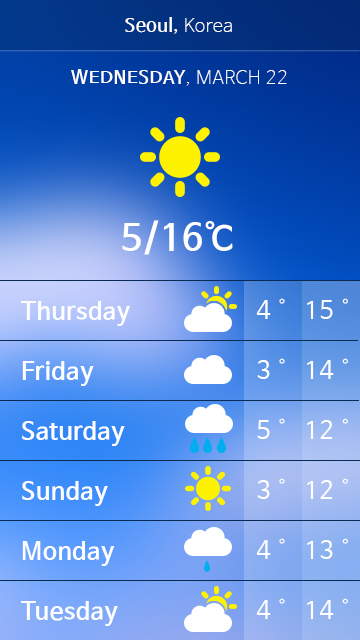 Seoul, Korea
WEDNESDAY, MARCH 22
5/16℃
Thursday 4° 15°
Friday 3° 14°
Saturday 5° 12°
Sunday 3° 12°
Monday 4° 13°
Tuesday 4° 14°